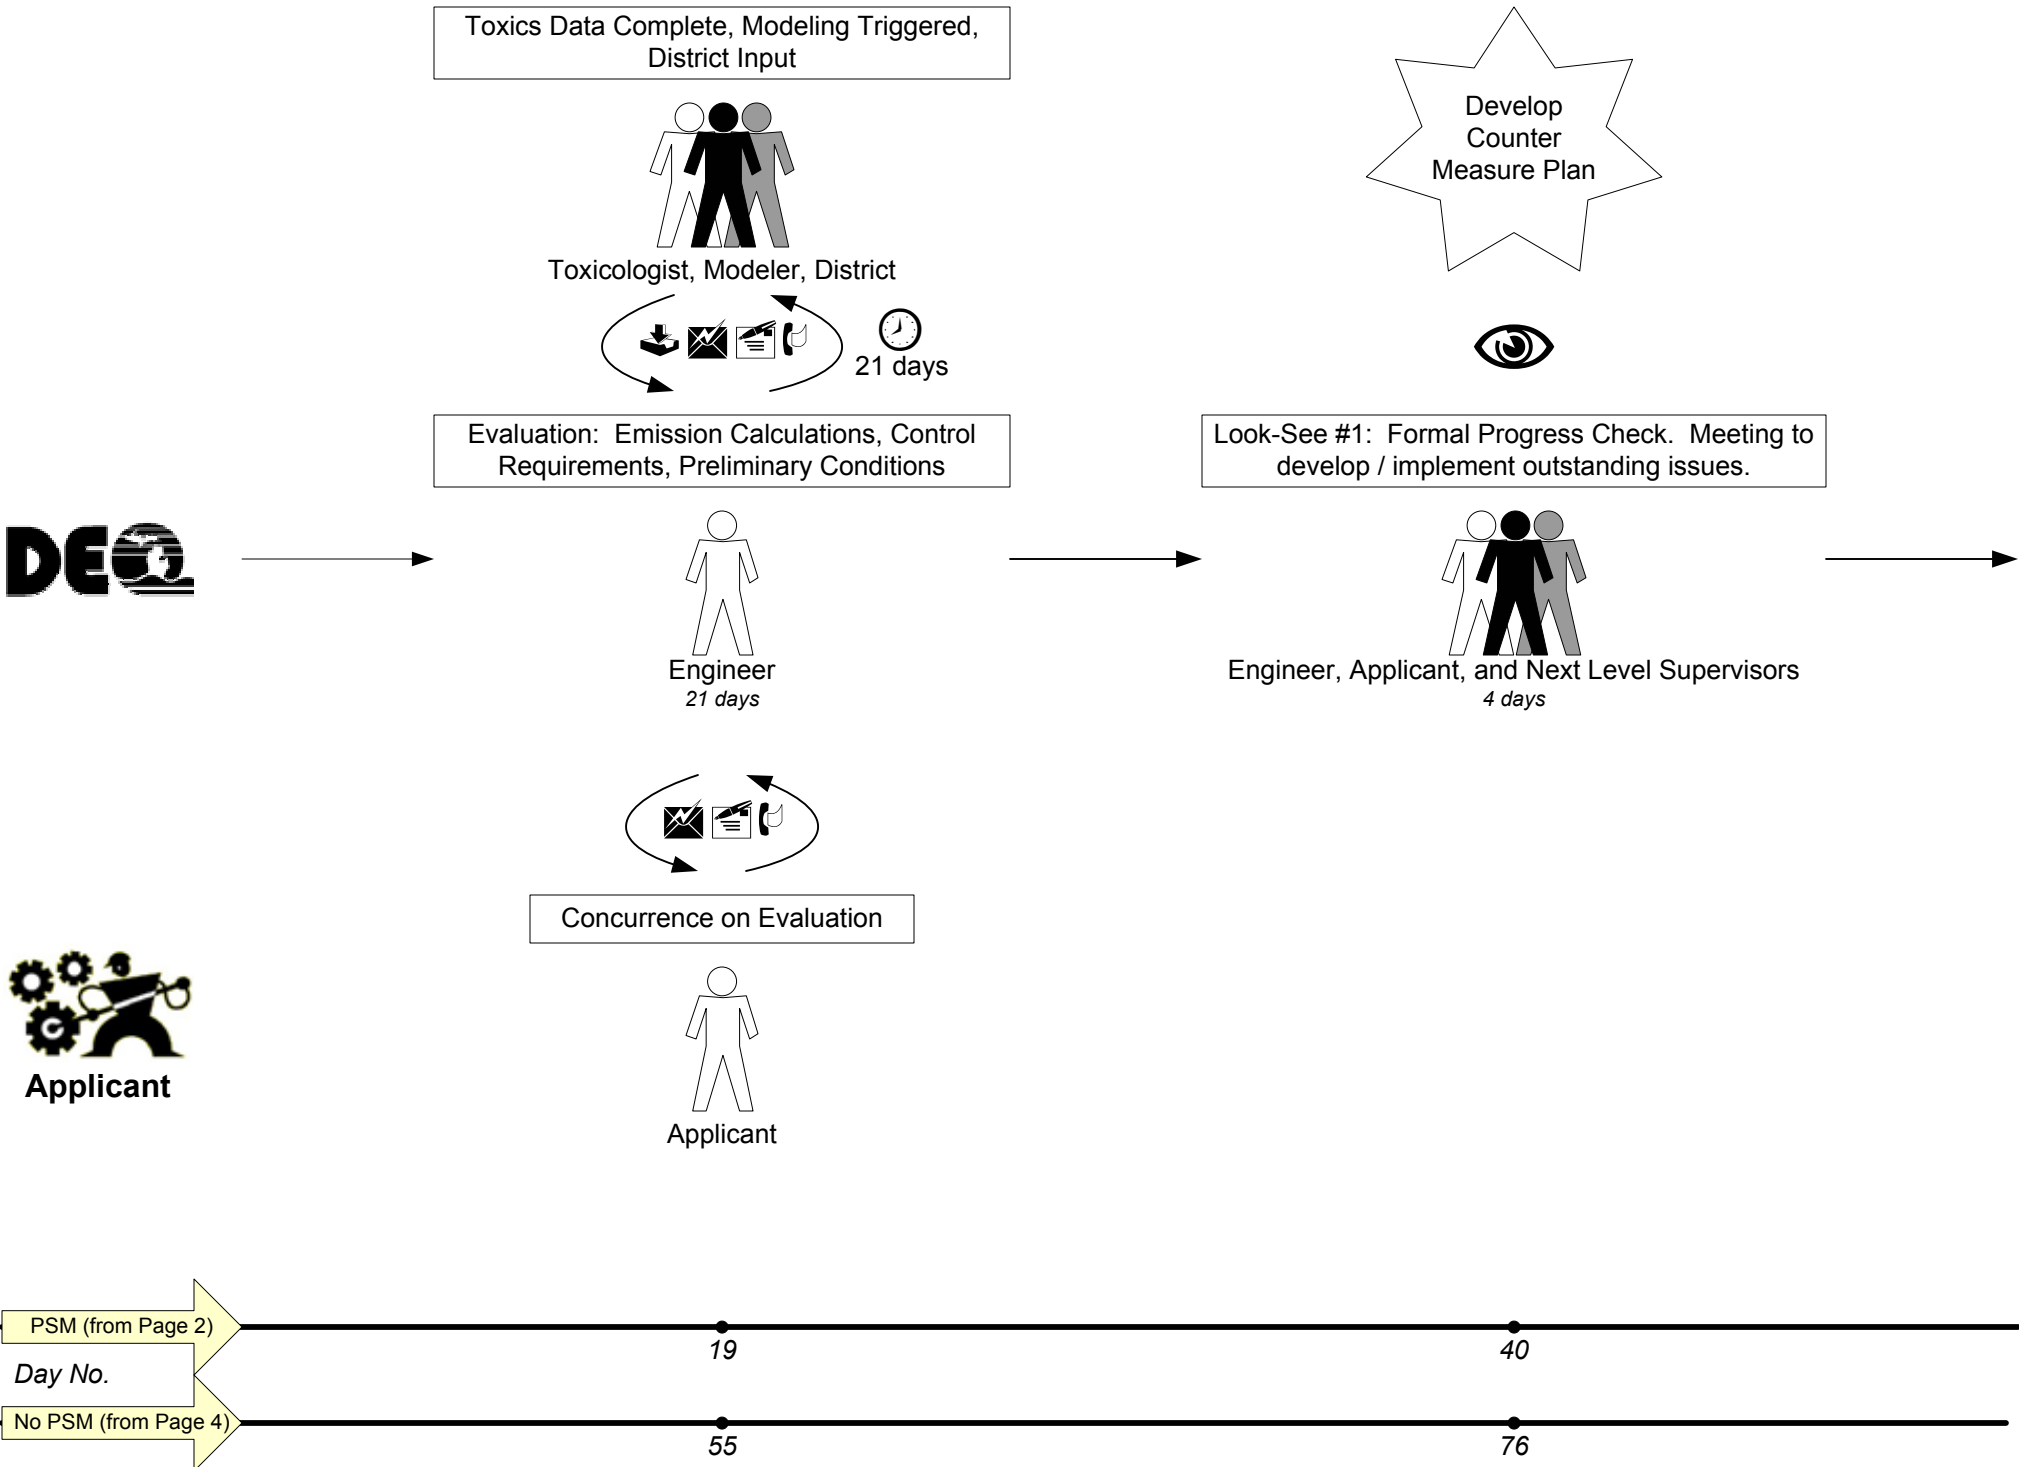 Toxics Data Complete, Modeling Triggered,
District Input
Develop
Counter
Measure Plan
Toxicologist, Modeler, District
21 days
Evaluation:  Emission Calculations, Control
Requirements, Preliminary Conditions
Look-See #1:  Formal Progress Check.  Meeting to
develop / implement outstanding issues.
DEQ
Engineer
21 days
Engineer, Applicant, and Next Level Supervisors
4 days
Concurrence on Evaluation
Applicant
Applicant
PSM (from Page 2)
19
40
Day No.
No PSM (from Page 4)
55
76